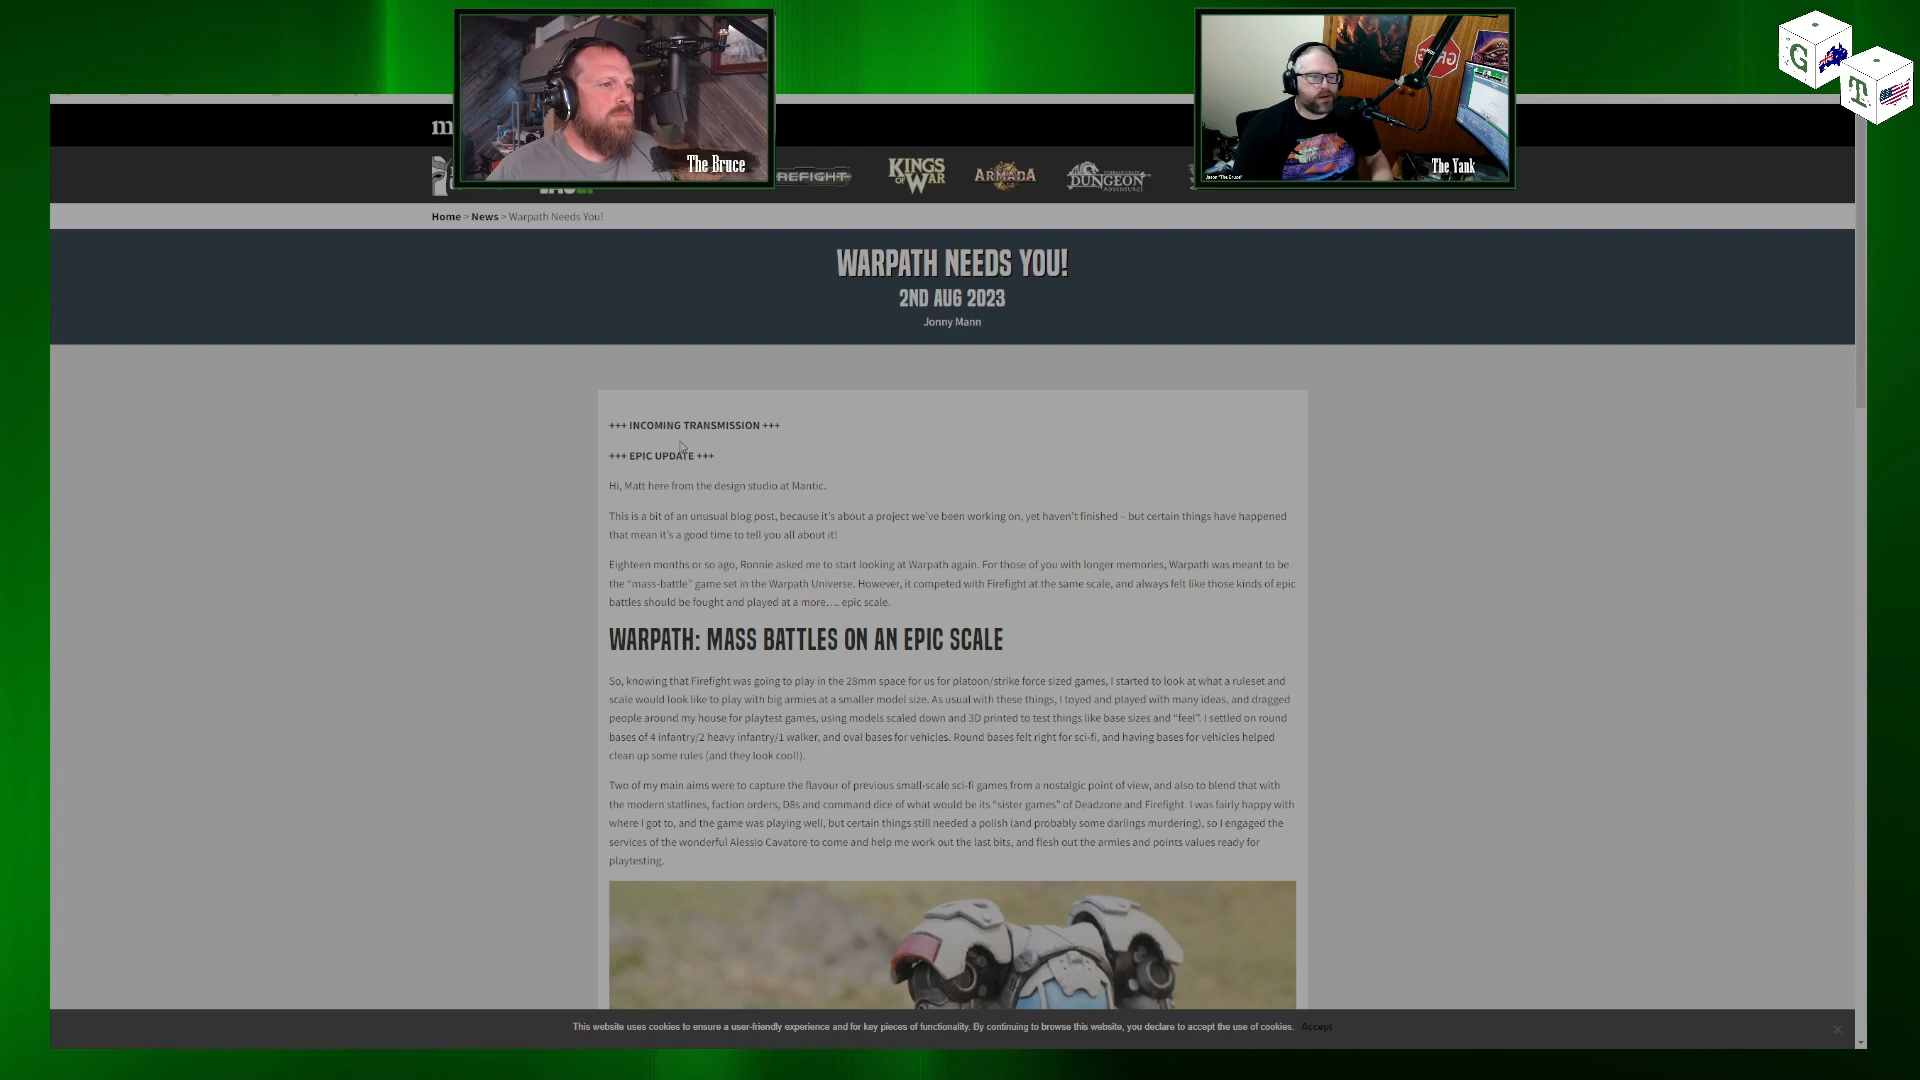 The Bruce
The Yank
G
T
m
REFIGHT
KINGS
OF WAR
ARMADA
DUNGEON
ADVENTURES
Home > News > Warpath Needs You!
WARPATH NEEDS YOU!
2ND AUG 2023
Jonny Mann
+++ INCOMING TRANSMISSION +++
+++ EPIC UPDATE +++
Hi, Matt here from the design studio at Mantic.
This is a bit of an unusual blog post, because it's about a project we've been working on, yet haven't finished – but certain things have happened
that mean it's a good time to tell you all about it!
Eighteen months or so ago, Ronnie asked me to start looking at Warpath again. For those of you with longer memories, Warpath was meant to be
the "mass-battle" game set in the Warpath Universe. However, it competed with Firefight at the same scale, and always felt like those kinds of epic
battles should be fought and played at a more…. epic scale.
WARPATH: MASS BATTLES ON AN EPIC SCALE
So, knowing that Firefight was going to play in the 28mm space for us for platoon/strike force sized games, I started to look at what a ruleset and
scale would look like to play with big armies at a smaller model size. As usual with these things, I toyed and played with many ideas, and dragged
people around my house for playtest games, using models scaled down and 3D printed to test things like base sizes and "feel". I settled on round
bases of 4 infantry/2 heavy infantry/1 walker, and oval bases for vehicles. Round bases felt right for sci-fi, and having bases for vehicles helped
clean up some rules (and they look cool!).
Two of my main aims were to capture the flavour of previous small-scale sci-fi games from a nostalgic point of view, and also to blend that with
the modern statlines, faction orders, D8s and command dice of what would be its "sister games" of Deadzone and Firefight. I was fairly happy with
where I got to, and the game was playing well, but certain things still needed a polish (and probably some darlings murdering), so I engaged the
services of the wonderful Alessio Cavatore to come and help me work out the last bits, and flesh out the armies and points values ready for
playtesting.
This website uses cookies to ensure a user-friendly experience and for key pieces of functionality. By continuing to browse this website, you declare to accept the use of cookies. Accept